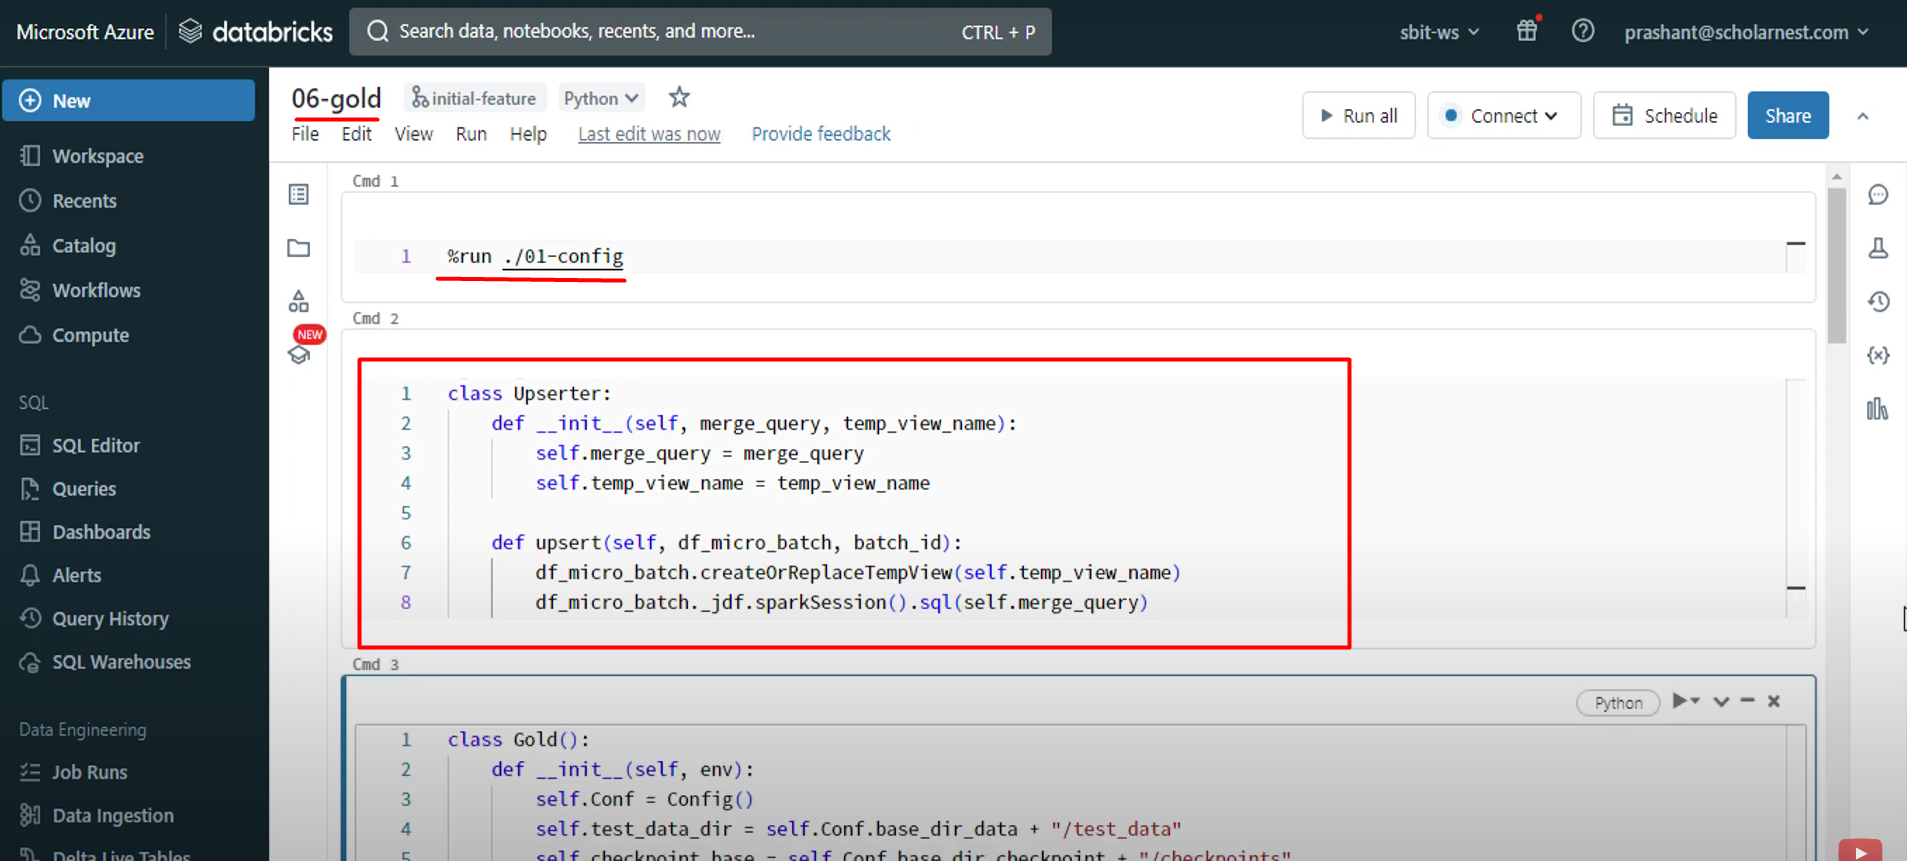 Microsoft Azure databricks Search data, notebooks, recents, and more... CTRL + P sbit-ws prashant@scholarnest.com
New
Workspace
Recents
Catalog
Workflows
Compute
SQL
SQL Editor
Queries
Dashboards
Alerts
Query History
SQL Warehouses
Data Engineering
Job Runs
Data Ingestion
Delta Live Tables
06-gold initial-feature Python
File Edit View Run Help Last edit was now Provide feedback
Run all Connect Schedule Share
NEW
Cmd 1
1 %run ./01-config
Cmd 2
1 class Upserter:
2 def __init__(self, merge_query, temp_view_name):
3 self.merge_query = merge_query
4 self.temp_view_name = temp_view_name
5
6 def upsert(self, df_micro_batch, batch_id):
7 df_micro_batch.createOrReplaceTempView(self.temp_view_name)
8 df_micro_batch._jdf.sparkSession().sql(self.merge_query)
Cmd 3
Python
1 class Gold():
2 def __init__(self, env):
3 self.Conf = Config()
4 self.test_data_dir = self.Conf.base_dir_data + "/test_data"
5 self.checkpoint_base = self.Conf.base_dir_checkpoint + "/checkpoints"